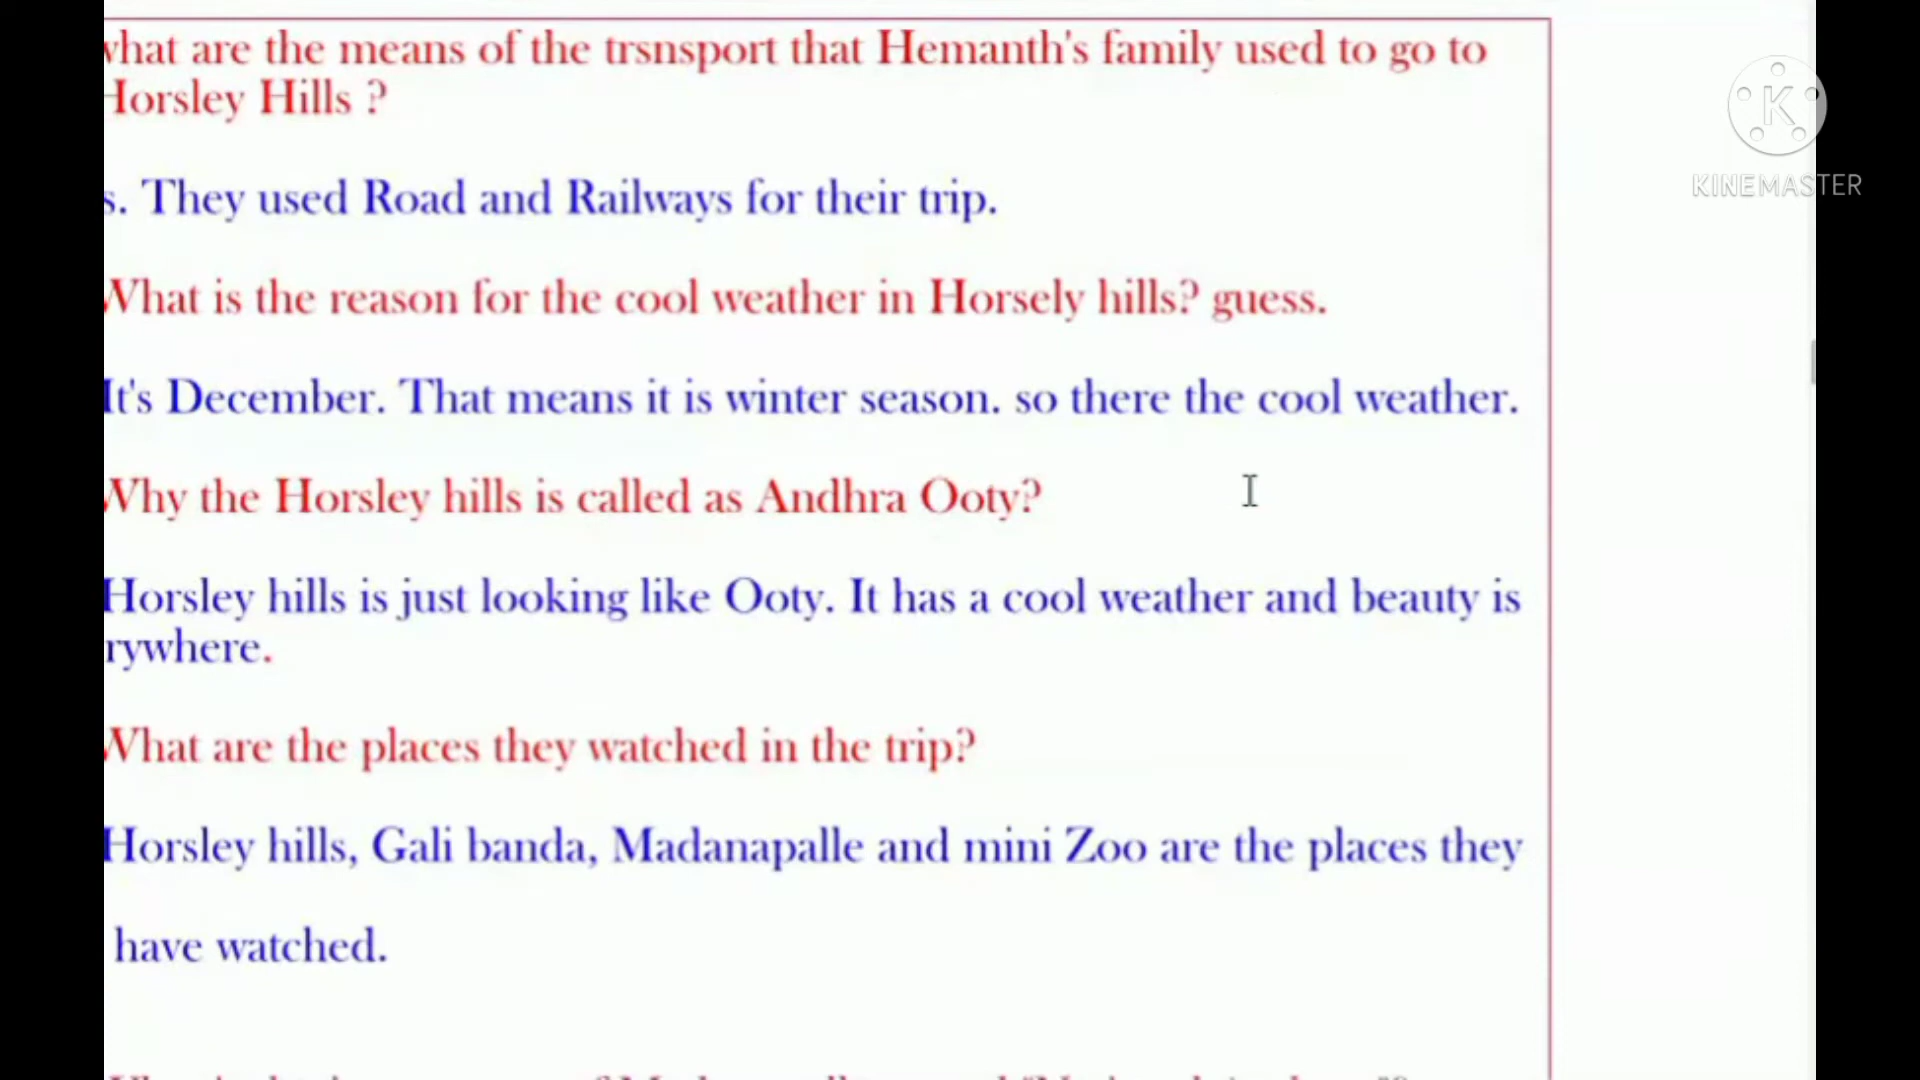 what are the means of the trsnsport that Hemanth's family used to go to
Horsley Hills ?
s. They used Road and Railways for their trip.
What is the reason for the cool weather in Horsely hills? guess.
It's December. That means it is winter season. so there the cool weather.
Why the Horsley hills is called as Andhra Ooty?
Horsley hills is just looking like Ooty. It has a cool weather and beauty is
rywhere.
What are the places they watched in the trip?
Horsley hills, Gali banda, Madanapalle and mini Zoo are the places they
have watched.
K
KINEMASTER